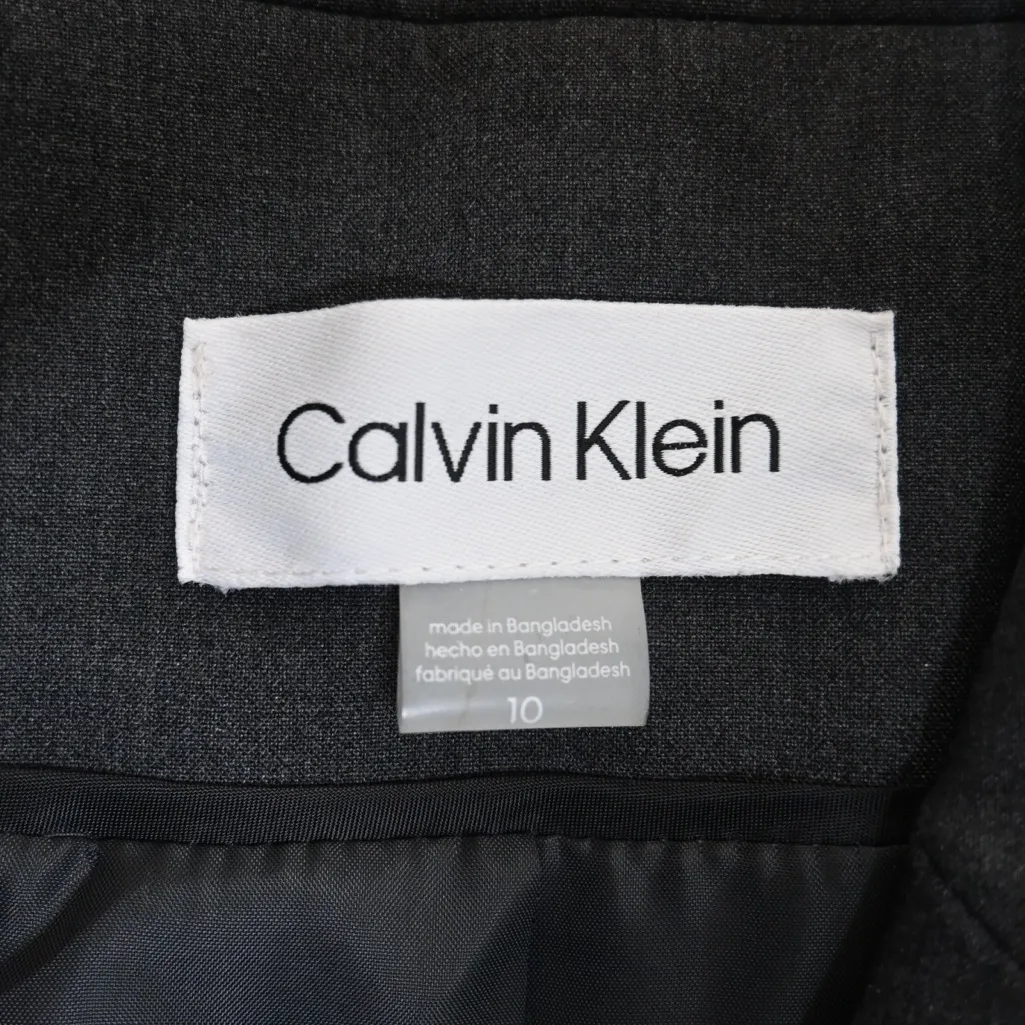 Calvin Klein
made in Bangladesh
hecho en Bangladesh
fabriqué au Bangladesh
10